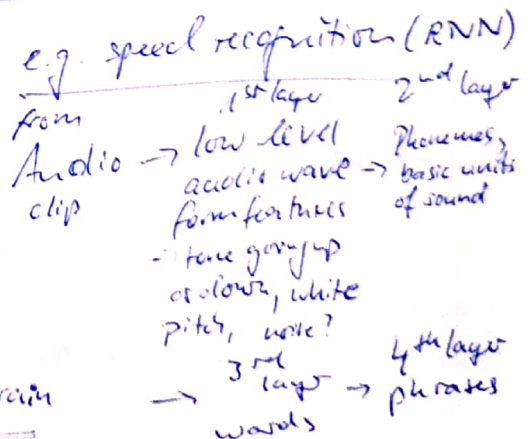 e.g. speech recognition (RNN)
from 1st layer 2nd layer
Audio → low level Phonemes,
clip audio wave → basic units
form features of sound
- tone going up
or down, white
pitch, noise?
→ 3rd layer → 4th layer
words phrases